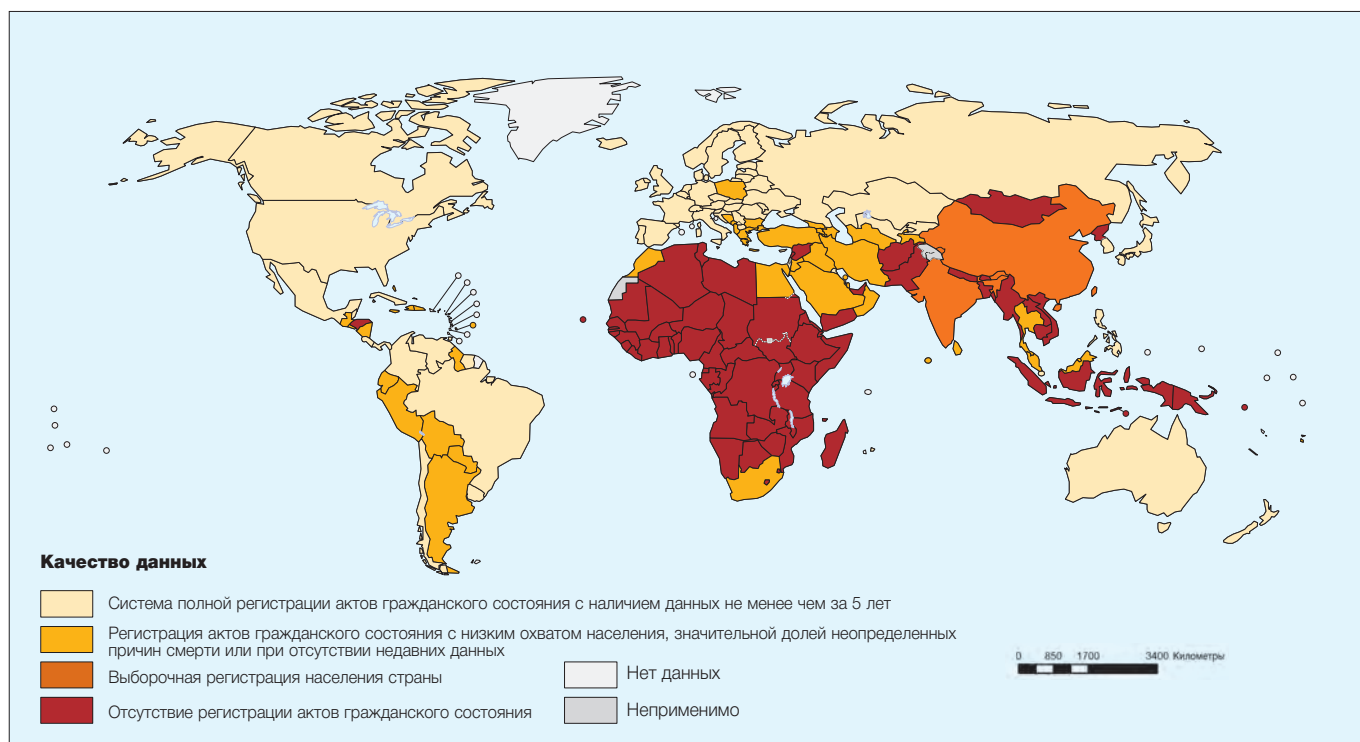 Качество данных
Система полной регистрации актов гражданского состояния с наличием данных не менее чем за 5 лет
Регистрация актов гражданского состояния с низким охватом населения, значительной долей неопределенных
причин смерти или при отсутствии недавних данных
Выборочная регистрация населения страны
Отсутствие регистрации актов гражданского состояния
Нет данных
Неприменимо
0 850 1700 3400 Километры